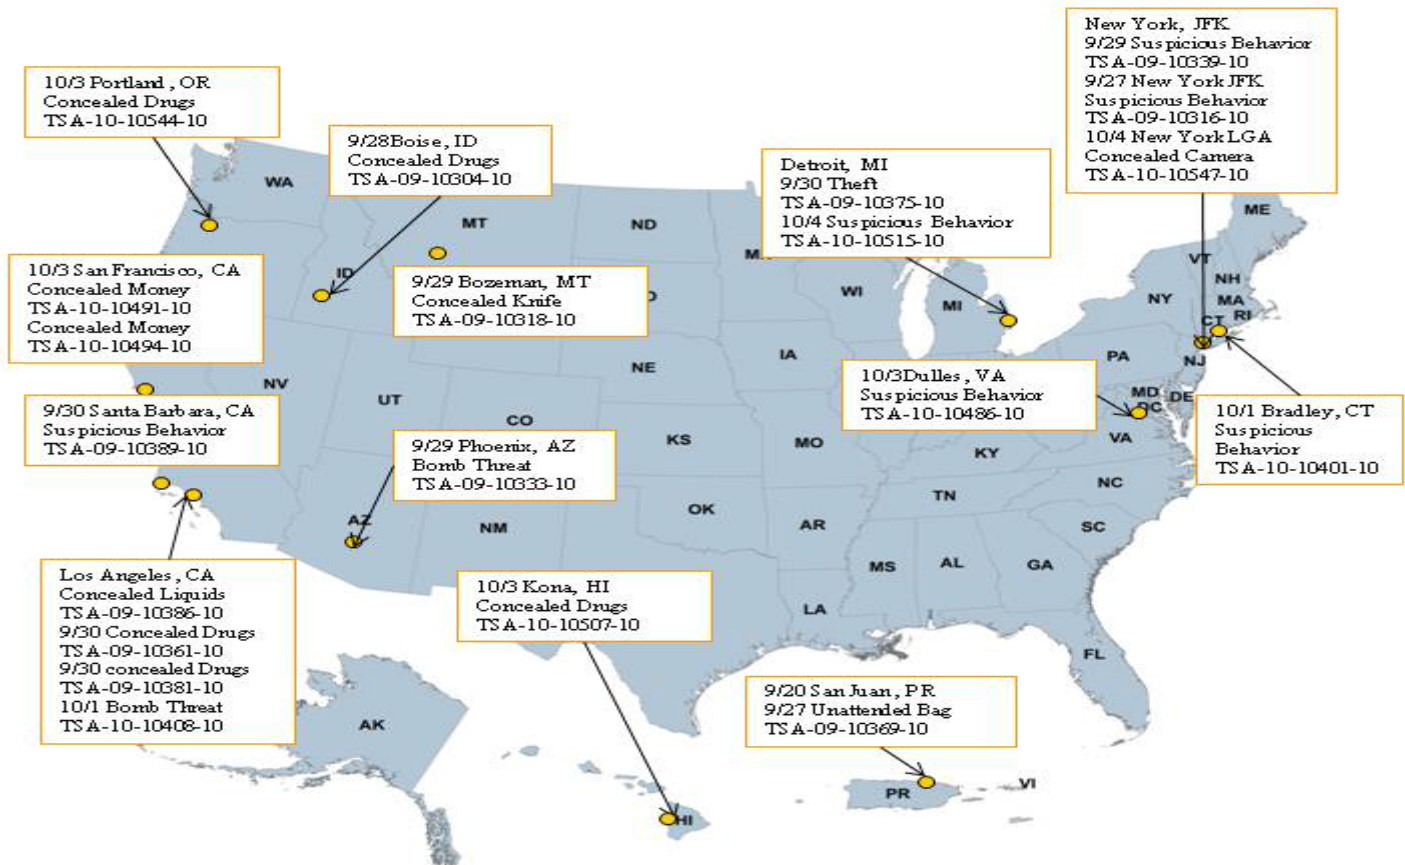 New York, JFK
9/29 Suspicious Behavior
TSA-09-10339-10
9/27 New York JFK
Suspicious Behavior
TSA-09-10316-10
10/4 New York LGA
Concealed Camera
TSA-10-10547-10
10/3 Portland, OR
Concealed Drugs
TSA-10-10544-10
9/28Boise, ID
Concealed Drugs
TSA-09-10304-10
Detroit, MI
9/30 Theft
TSA-09-10375-10
10/4 Suspicious Behavior
TSA-10-10515-10
10/3 San Francisco, CA
Concealed Money
TSA-10-10491-10
Concealed Money
TSA-10-10494-10
9/29 Bozeman, MT
Concealed Knife
TSA-09-10318-10
10/3Dulles, VA
Suspicious Behavior
TSA-10-10486-10
9/30 Santa Barbara, CA
Suspicious Behavior
TSA-09-10389-10
10/1 Bradley, CT
Suspicious
Behavior
TSA-10-10401-10
9/29 Phoenix, AZ
Bomb Threat
TSA-09-10333-10
Los Angeles, CA
Concealed Liquids
TSA-09-10386-10
9/30 Concealed Drugs
TSA-09-10361-10
9/30 concealed Drugs
TSA-09-10381-10
10/1 Bomb Threat
TSA-10-10408-10
10/3 Kona, HI
Concealed Drugs
TSA-10-10507-10
9/20 San Juan, PR
9/27 Unattended Bag
TSA-09-10369-10
WA
MT
ND
ID
WI
MI
ME
VT
NH
NY
MA
RI
CT
IA
PA
NJ
NE
NV
UT
CO
KS
MO
KY
MD
DE
DC
VA
AZ
NM
OK
AR
TN
NC
SC
MS
AL
GA
LA
FL
AK
HI
PR
VI